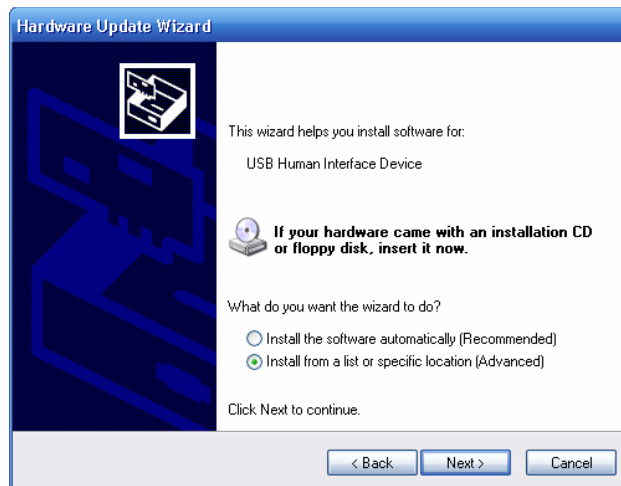 Hardware Update Wizard
This wizard helps you install software for:
USB Human Interface Device
If your hardware came with an installation CD
or floppy disk, insert it now.
What do you want the wizard to do?
Install the software automatically (Recommended)
Install from a list or specific location (Advanced)
Click Next to continue.
< Back Next > Cancel